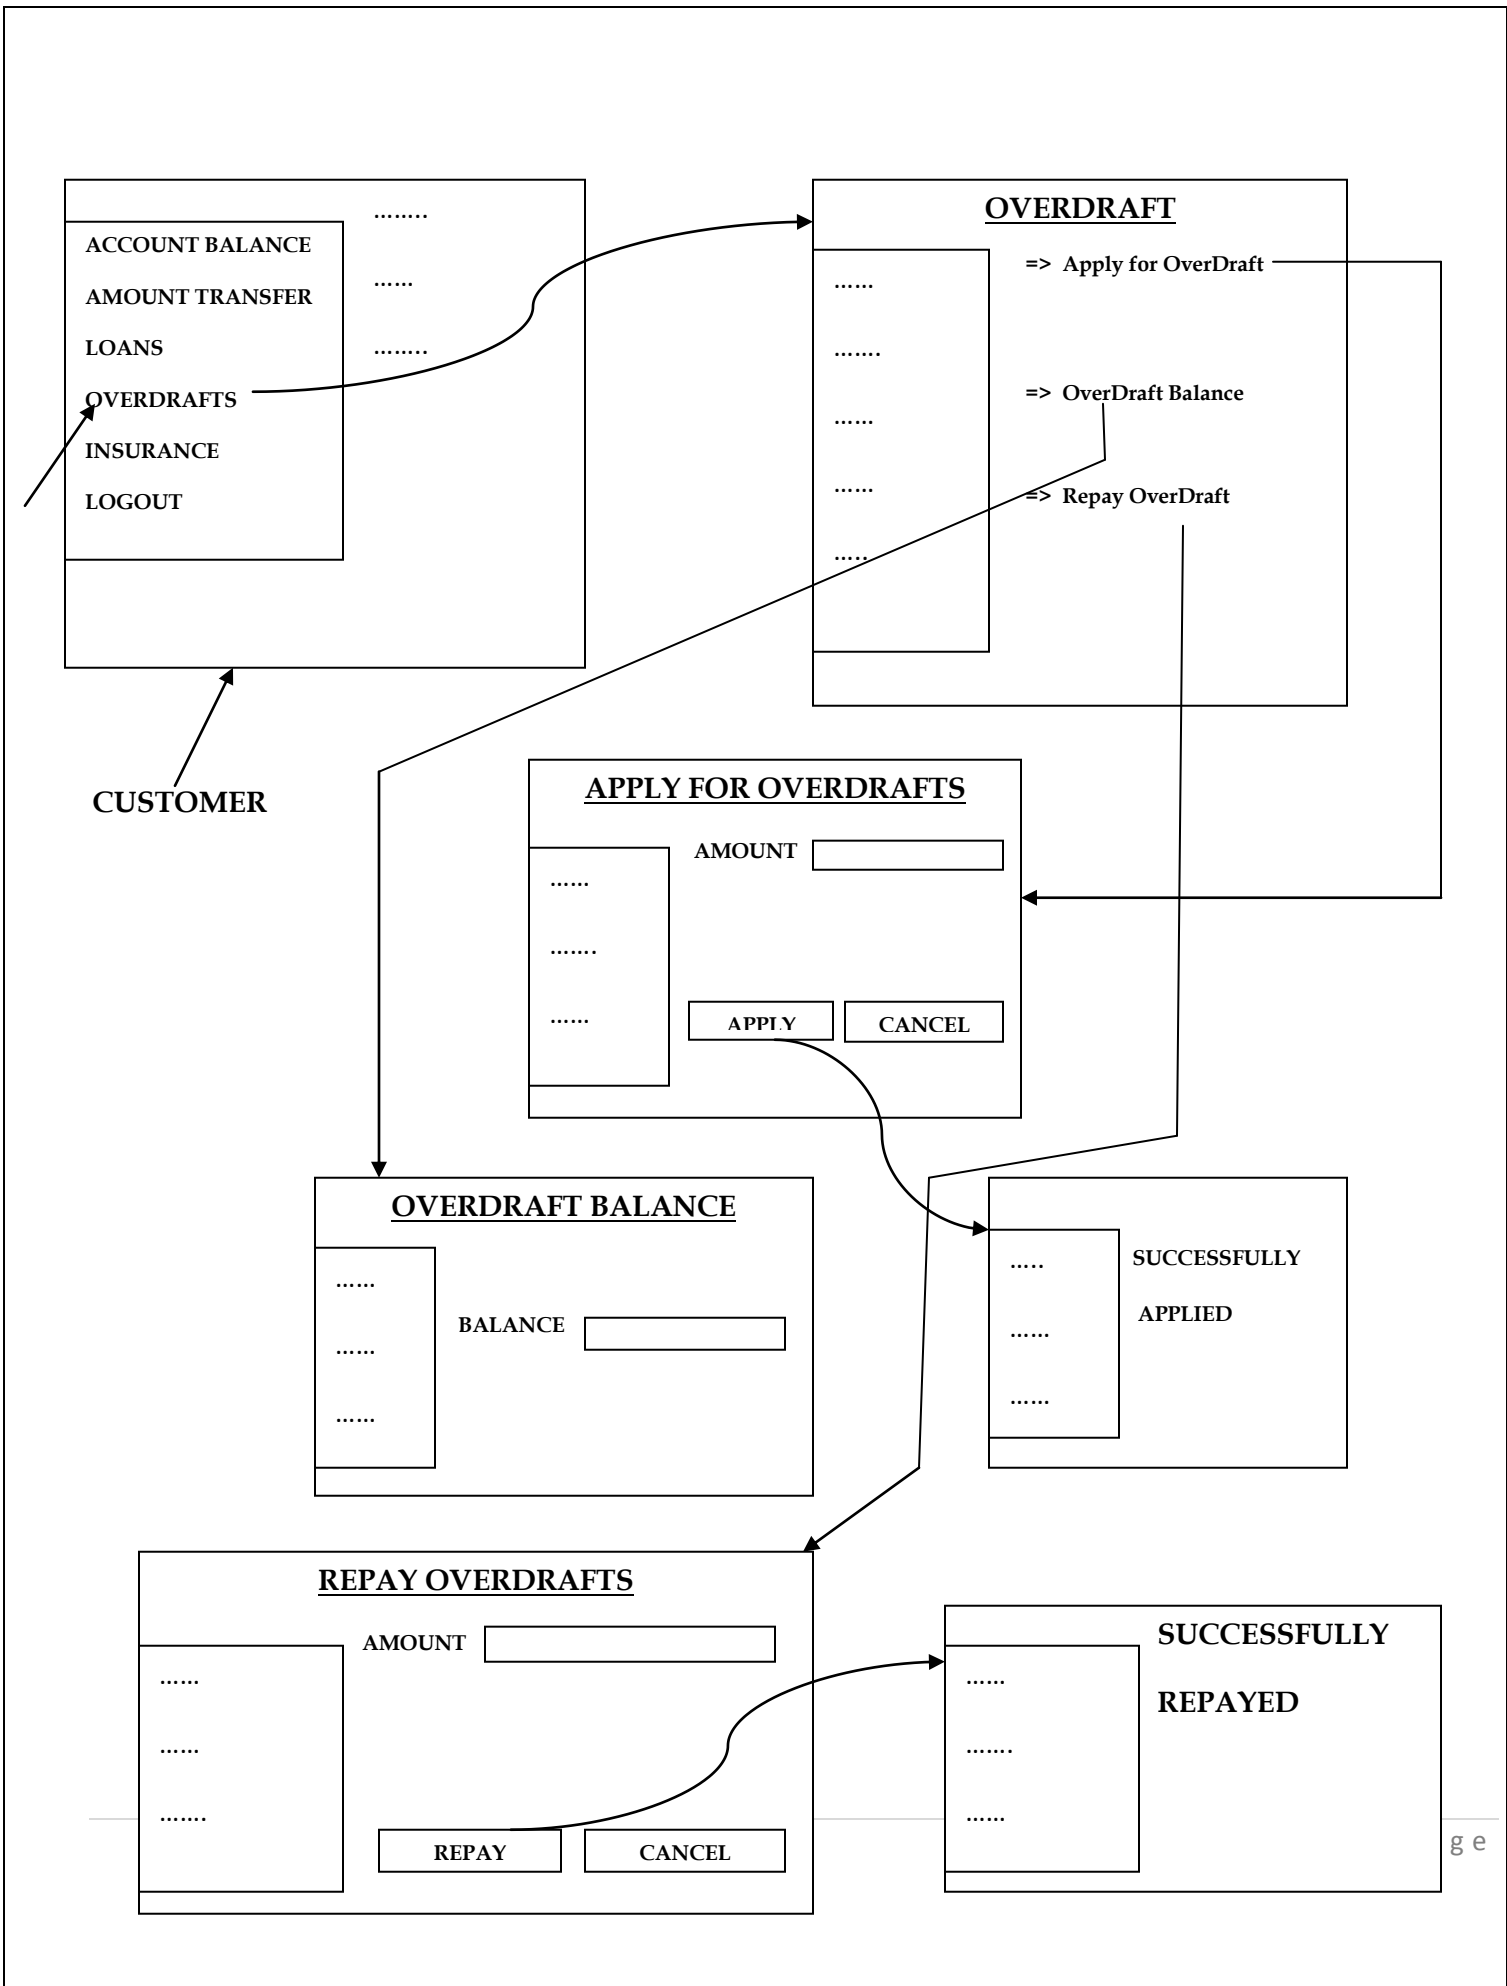 ACCOUNT BALANCE
AMOUNT TRANSFER
LOANS
OVERDRAFTS
INSURANCE
LOGOUT
……..
……
……..
CUSTOMER
OVERDRAFT
…...
…….
……
……
…..
=> Apply for OverDraft
=> OverDraft Balance
=> Repay OverDraft
APPLY FOR OVERDRAFTS
……
…….
……
AMOUNT
APPLY
CANCEL
OVERDRAFT BALANCE
……
……
……
BALANCE
…..
……
……
SUCCESSFULLY
APPLIED
REPAY OVERDRAFTS
……
……
…….
AMOUNT
REPAY
CANCEL
……
…….
……
SUCCESSFULLY
REPAYED
g e